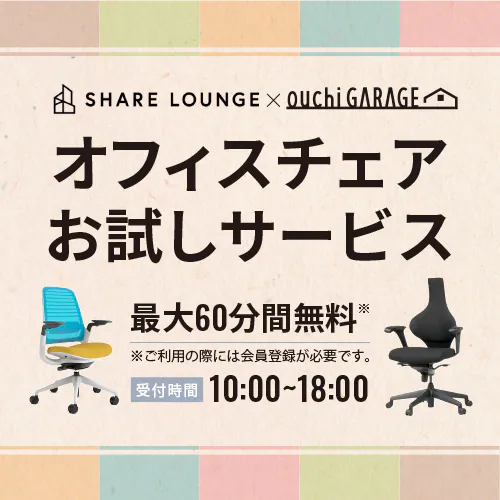 SHARE LOUNGE × ouchi GARAGE
オフィスチェア
お試しサービス
最大60分間無料※
※ご利用の際には会員登録が必要です。
受付時間 10:00~18:00